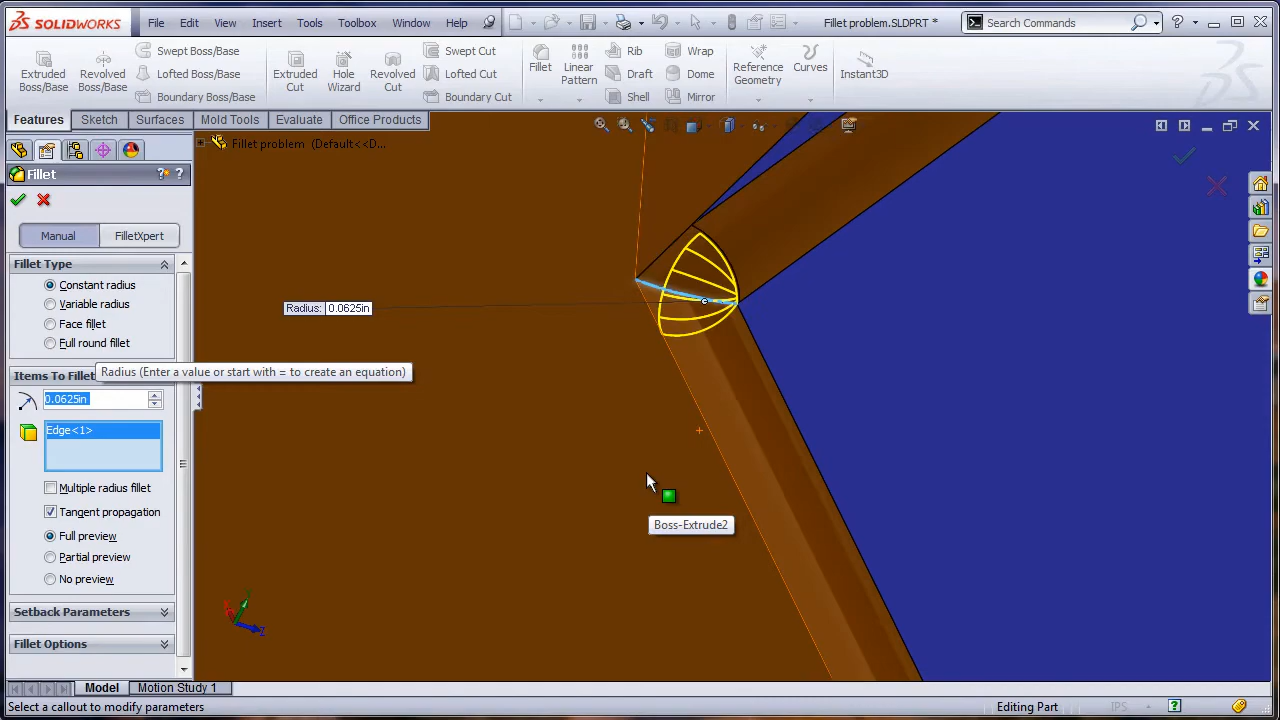 SOLIDWORKS File Edit View Insert Tools Toolbox Window Help Fillet problem.SLDPRT * Search Commands
Extruded Boss/Base
Revolved Boss/Base
Swept Boss/Base
Lofted Boss/Base
Boundary Boss/Base
Extruded Cut
Hole Wizard
Revolved Cut
Swept Cut
Lofted Cut
Boundary Cut
Fillet
Linear Pattern
Rib
Draft
Shell
Wrap
Dome
Mirror
Reference Geometry
Curves
Instant3D
Features Sketch Surfaces Mold Tools Evaluate Office Products
Fillet problem (Default<<D...
Fillet
Manual FilletXpert
Fillet Type
Constant radius
Variable radius
Face fillet
Full round fillet
Radius: 0.0625in
Items To Fillet
Radius (Enter a value or start with = to create an equation)
0.0625in
Edge<1>
Multiple radius fillet
Tangent propagation
Full preview
Partial preview
No preview
Boss-Extrude2
Setback Parameters
Fillet Options
Model Motion Study 1
Select a callout to modify parameters Editing Part IPS